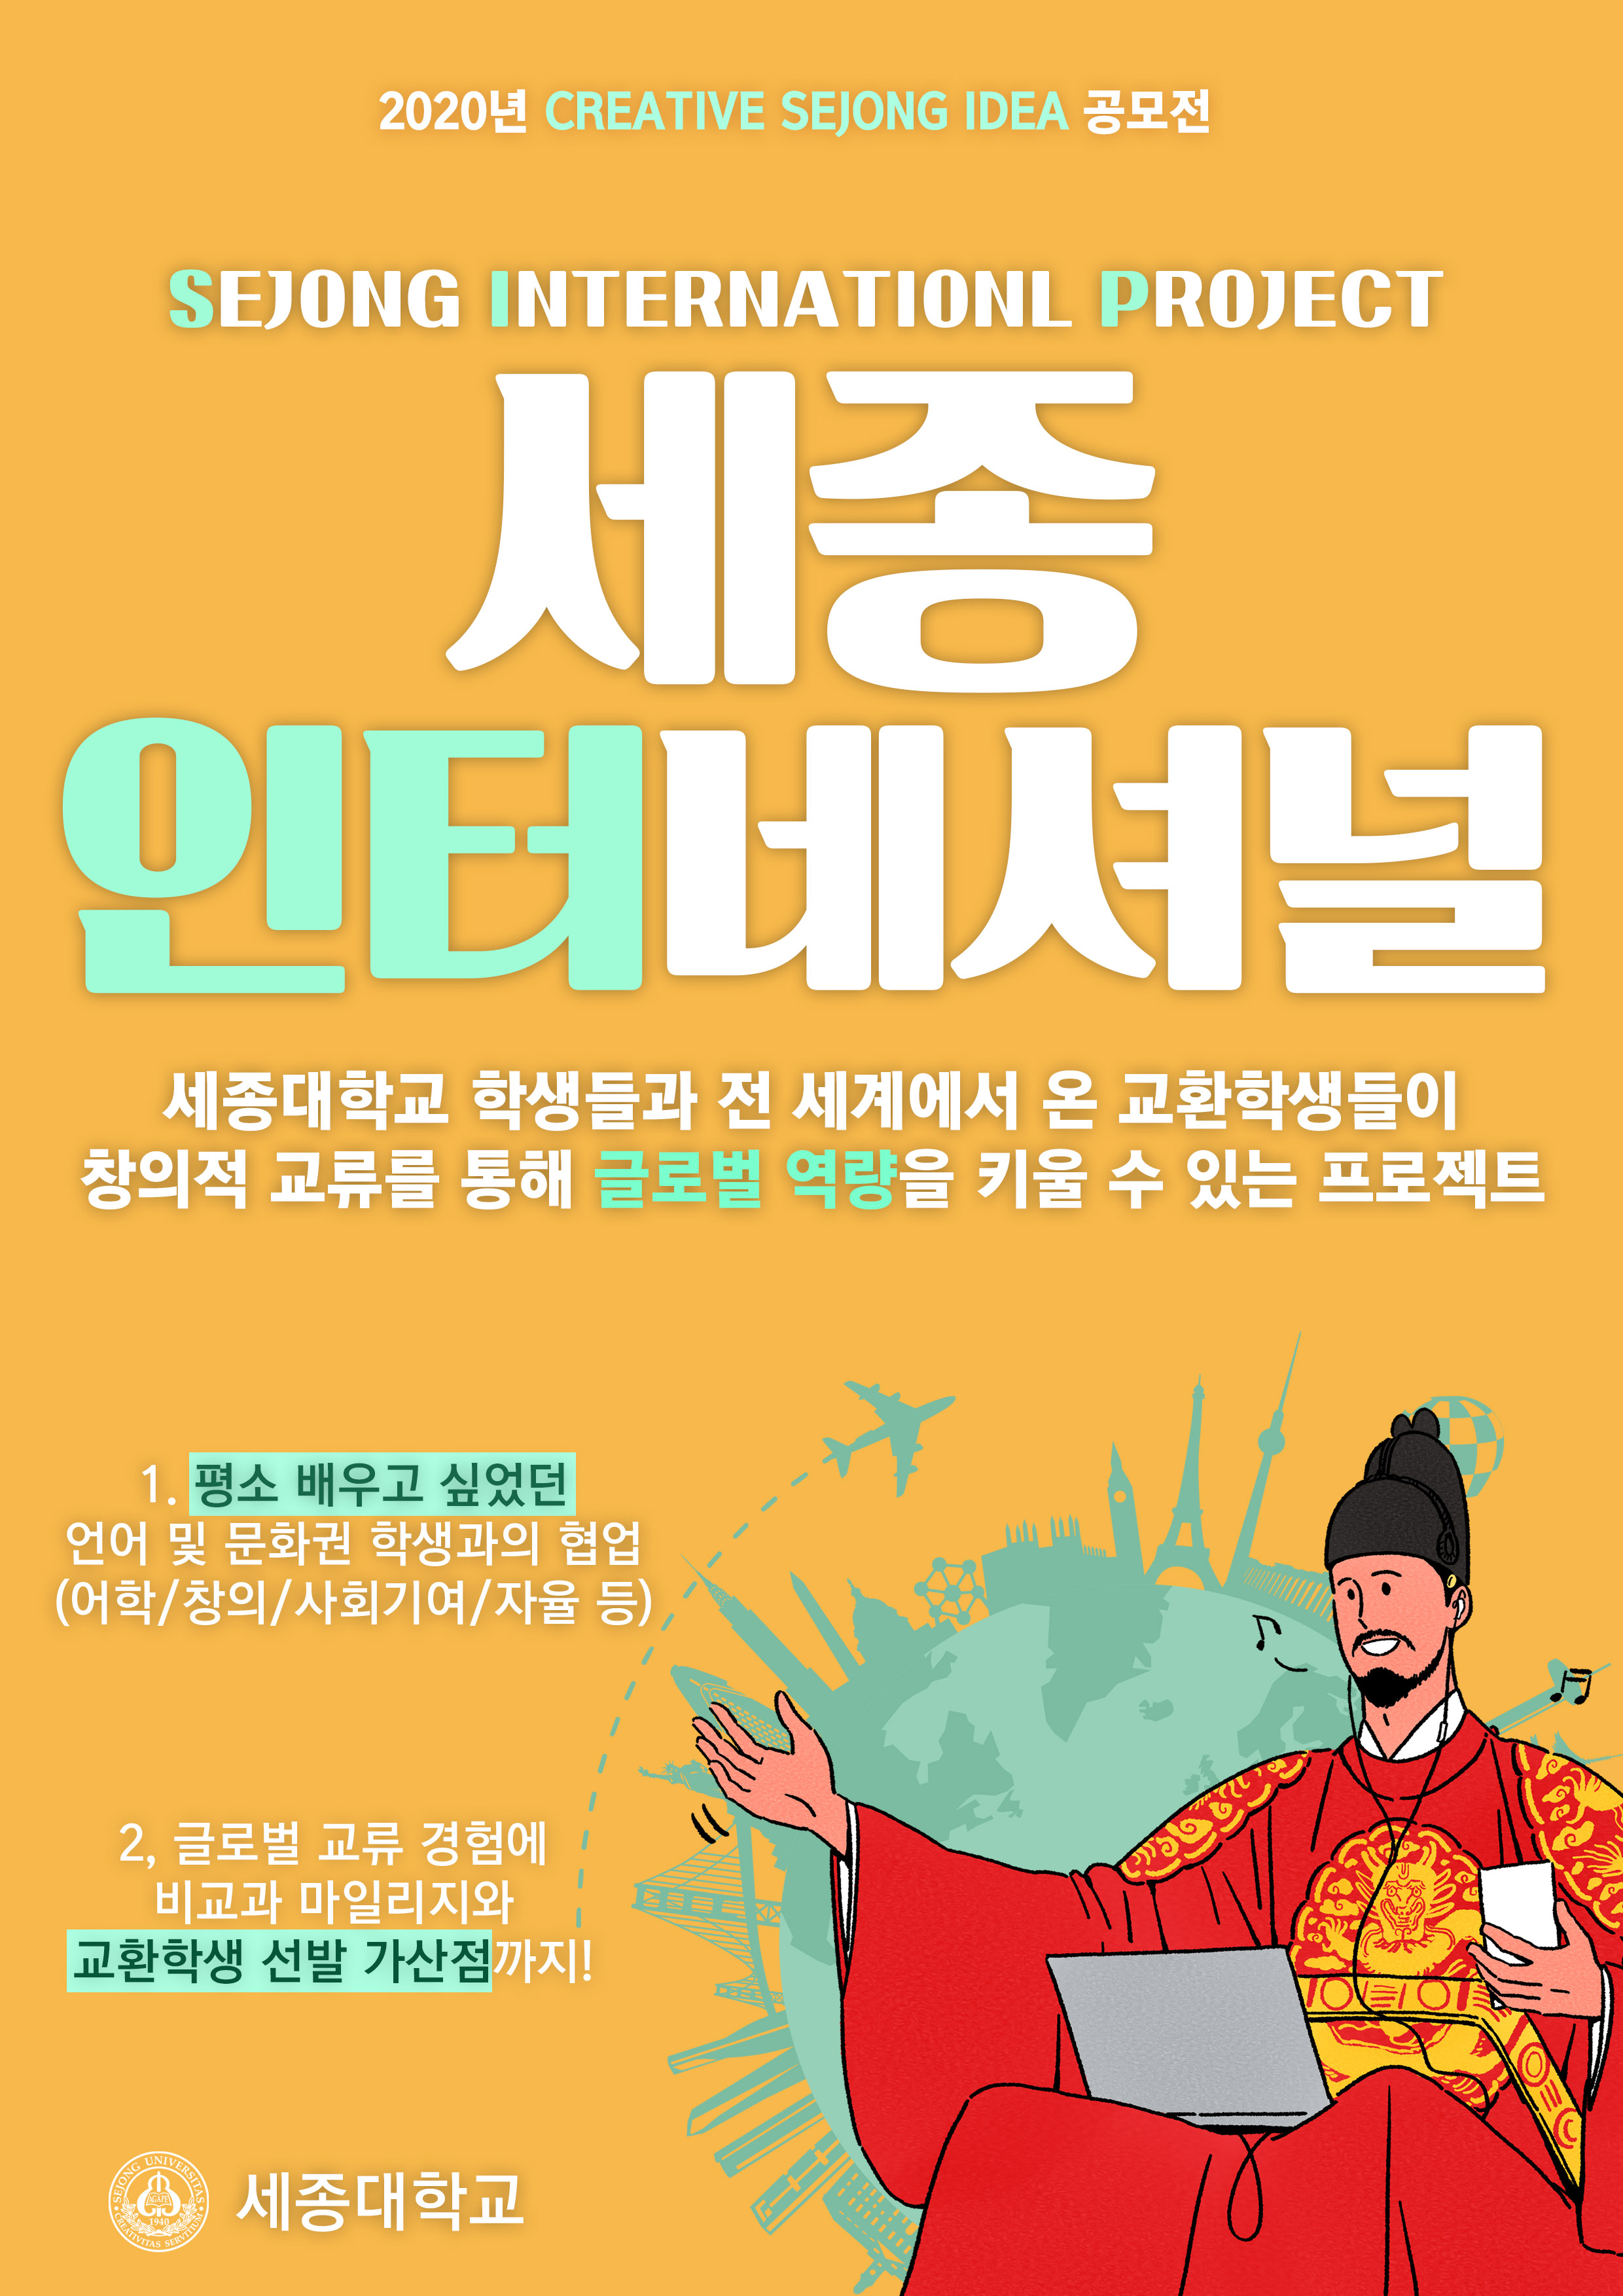 2020년 CREATIVE SEJONG IDEA 공모전
SEJONG INTERNATIONL PROJECT
세종
인터네셔널
세종대학교 학생들과 전 세계에서 온 교환학생들이
창의적 교류를 통해 글로벌 역량을 키울 수 있는 프로젝트
1. 평소 배우고 싶었던
언어 및 문화권 학생과의 협업
(어학/창의/사회기여/자율 등)
2, 글로벌 교류 경험에
비교과 마일리지와
교환학생 선발 가산점까지!
SEJONG UNIVERSITAS
AGAPE
1940
CREATIVITAS SERVITIUM
세종대학교